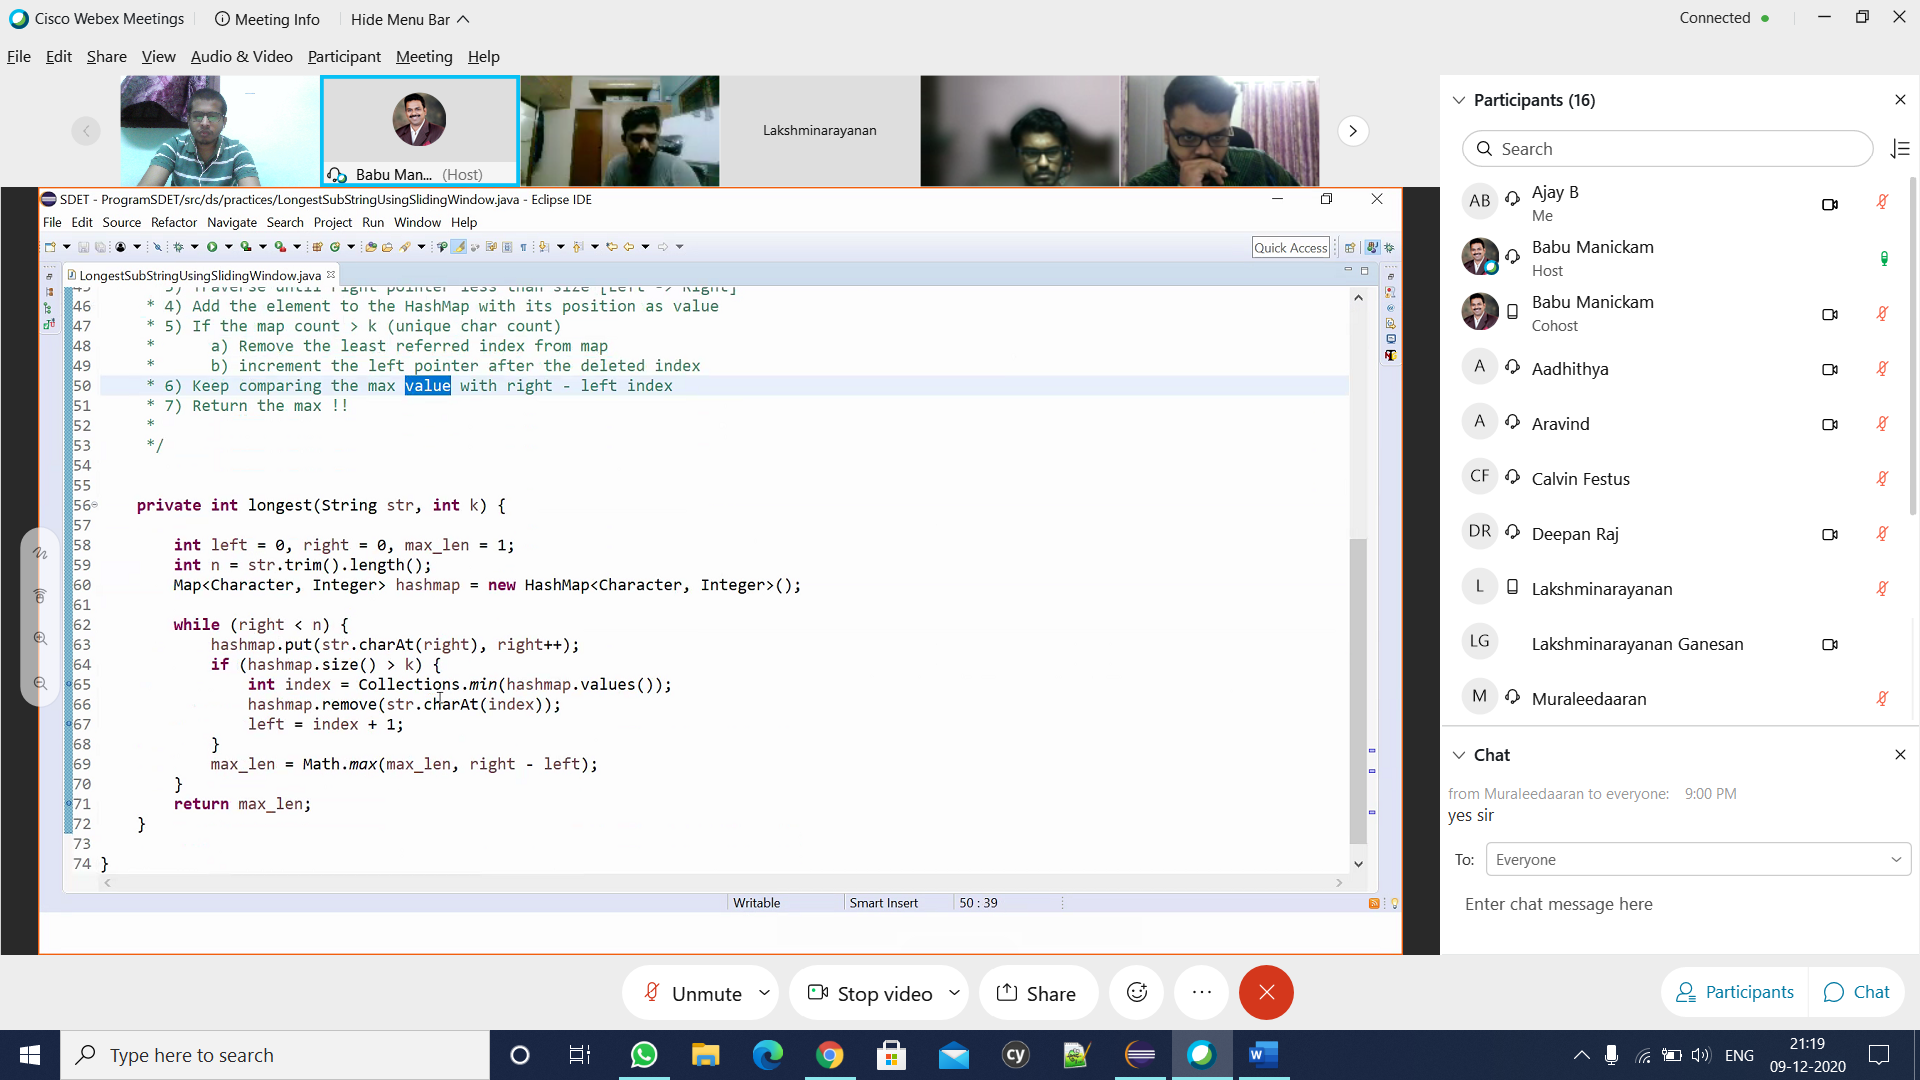 Cisco Webex Meetings
Meeting Info
Hide Menu Bar
Connected
File Edit Share View Audio & Video Participant Meeting Help
Babu Man... (Host)
Lakshminarayanan
SDET - ProgramSDET/src/ds/practices/LongestSubStringUsingSlidingWindow.java - Eclipse IDE
File Edit Source Refactor Navigate Search Project Run Window Help
Quick Access
LongestSubStringUsingSlidingWindow.java
45 * 3) Traverse until right pointer less than size [Left -> Right]
46 * 4) Add the element to the HashMap with its position as value
47 * 5) If the map count > k (unique char count)
48 * a) Remove the least referred index from map
49 * b) increment the left pointer after the deleted index
50 * 6) Keep comparing the max value with right - left index
51 * 7) Return the max !!
52 *
53 */
54
55
56 private int longest(String str, int k) {
57
58 int left = 0, right = 0, max_len = 1;
59 int n = str.trim().length();
60 Map<Character, Integer> hashmap = new HashMap<Character, Integer>();
61
62 while (right < n) {
63 hashmap.put(str.charAt(right), right++);
64 if (hashmap.size() > k) {
65 int index = Collections.min(hashmap.values());
66 hashmap.remove(str.charAt(index));
67 left = index + 1;
68 }
69 max_len = Math.max(max_len, right - left);
70 }
71 return max_len;
72 }
73
74 }
Writable Smart Insert 50 : 39
Participants (16)
Search
AB Ajay B
Me
Babu Manickam
Host
Babu Manickam
Cohost
A Aadhithya
A Aravind
CF Calvin Festus
DR Deepan Raj
L Lakshminarayanan
LG Lakshminarayanan Ganesan
M Muraleedaaran
Chat
from Muraleedaaran to everyone: 9:00 PM
yes sir
To: Everyone
Enter chat message here
Unmute
Stop video
Share
Participants
Chat
Type here to search
cy
ENG
21:19
09-12-2020